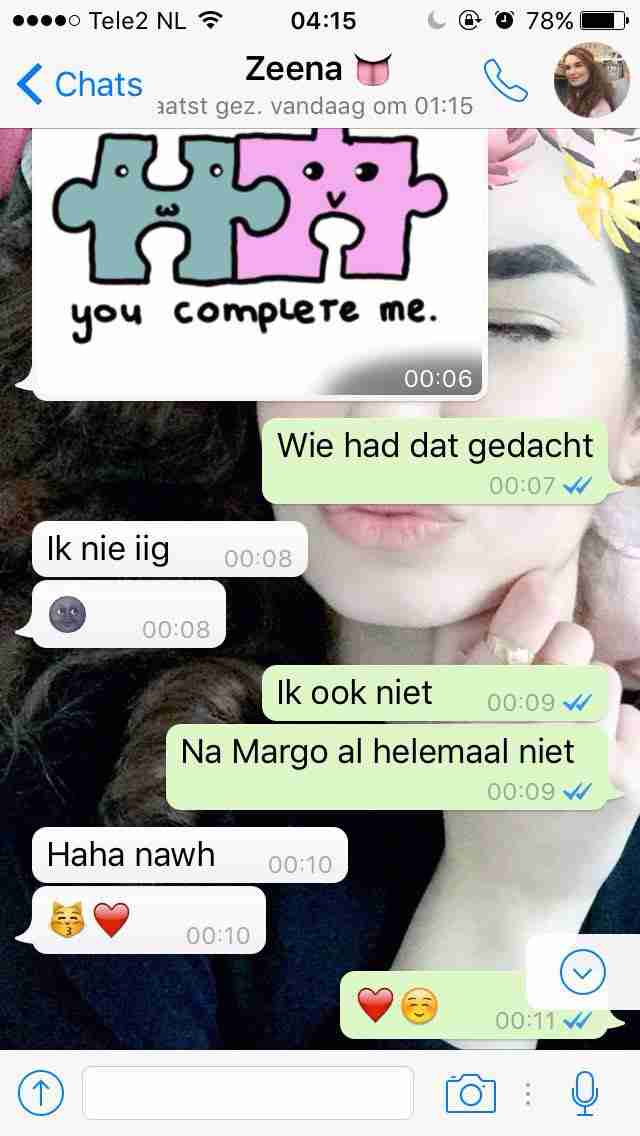 Tele2 NL 04:15 78%
Chats Zeena
aatst gez. vandaag om 01:15
you complete me.
00:06
Wie had dat gedacht
00:07
Ik nie iig 00:08
00:08
Ik ook niet 00:09
Na Margo al helemaal niet
00:09
Haha nawh 00:10
00:10
00:11